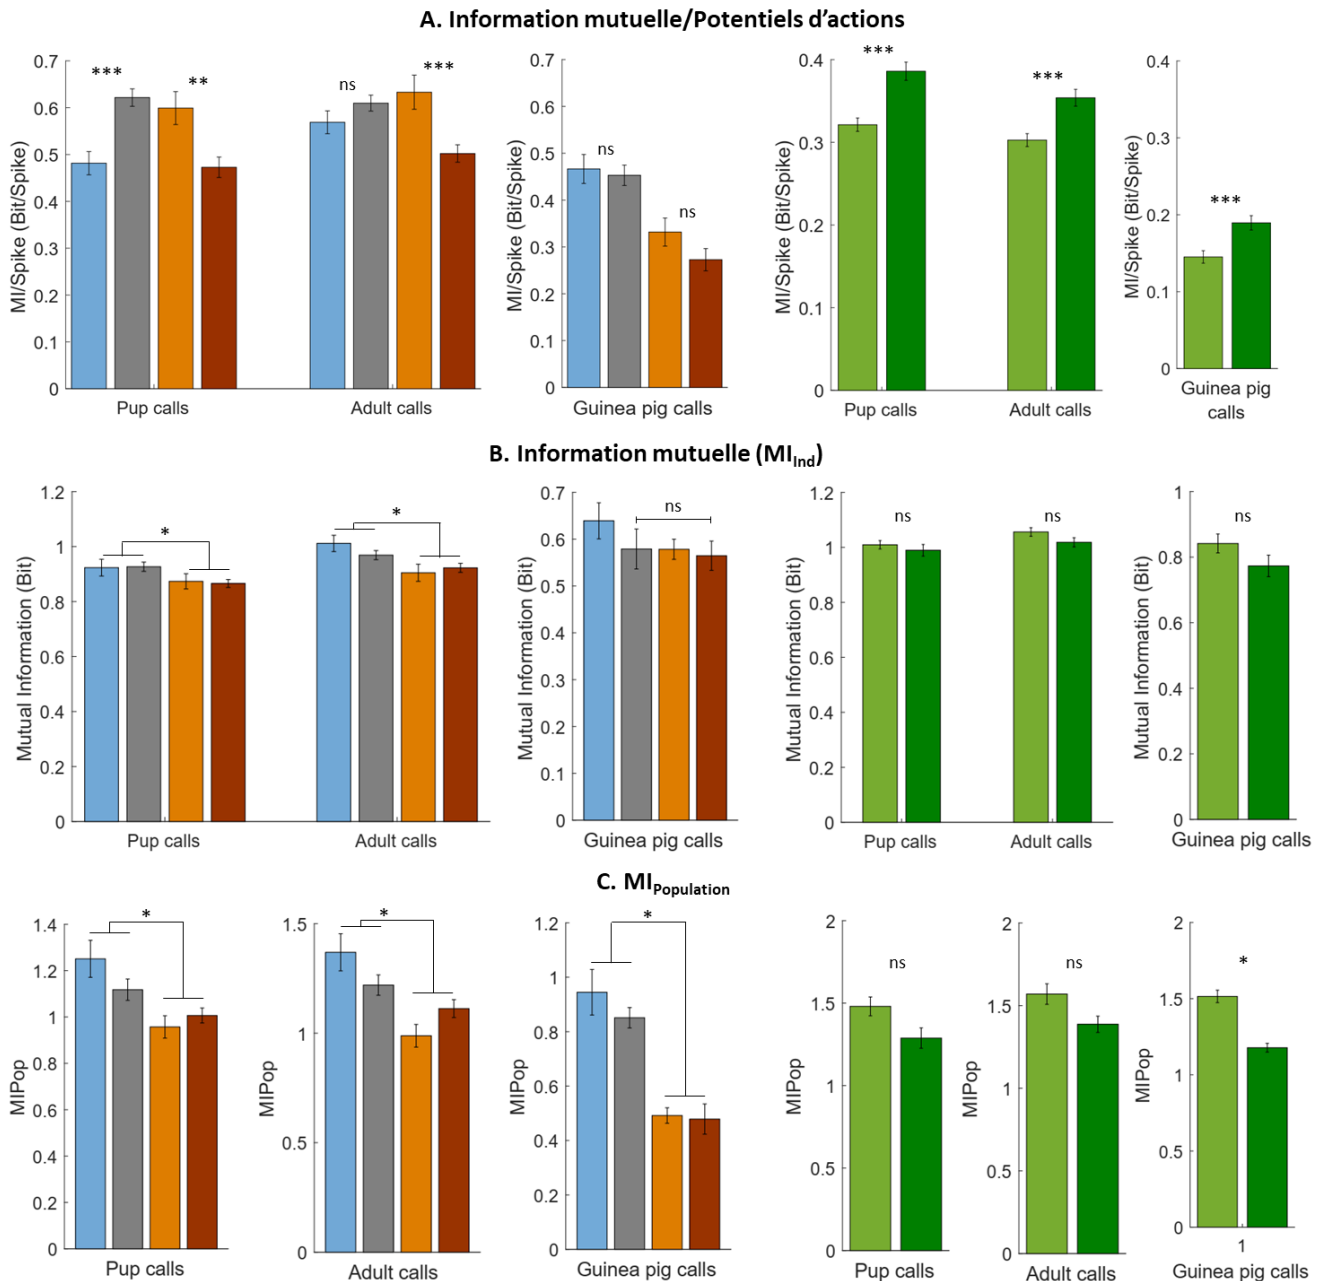 A. Information mutuelle/Potentiels d'actions
MI/Spike (Bit/Spike)
0.7
0.6
0.5
0.4
0.3
0.2
0.1
0
***
**
ns
***
Pup calls
Adult calls
MI/Spike (Bit/Spike)
0.7
0.6
0.5
0.4
0.3
0.2
0.1
0
ns
ns
Guinea pig calls
MI/Spike (Bit/Spike)
0.4
0.3
0.2
0.1
0
***
***
Pup calls
Adult calls
MI/Spike (Bit/Spike)
0.4
0.3
0.2
0.1
0
***
Guinea pig
calls
B. Information mutuelle (MI_Ind)
Mutual Information (Bit)
1.2
1
0.8
0.6
0.4
0.2
0
*
*
Pup calls
Adult calls
Mutual Information (Bit)
0.7
0.6
0.5
0.4
0.3
0.2
0.1
0
ns
Guinea pig calls
Mutual Information (Bit)
1.2
1
0.8
0.6
0.4
0.2
0
ns
ns
Pup calls
Adult calls
Mutual Information (Bit)
1
0.8
0.6
0.4
0.2
0
ns
Guinea pig calls
C. MI_Population
MIPop
1.4
1.2
1
0.8
0.6
0.4
0.2
0
*
Pup calls
MIPop
1.5
1
0.5
0
*
Adult calls
MIPop
1.2
1
0.8
0.6
0.4
0.2
0
*
Guinea pig calls
MIPop
2
1.5
1
0.5
0
ns
Pup calls
MIPop
2
1.5
1
0.5
0
ns
Adult calls
MIPop
2
1.5
1
0.5
0
*
1
Guinea pig calls